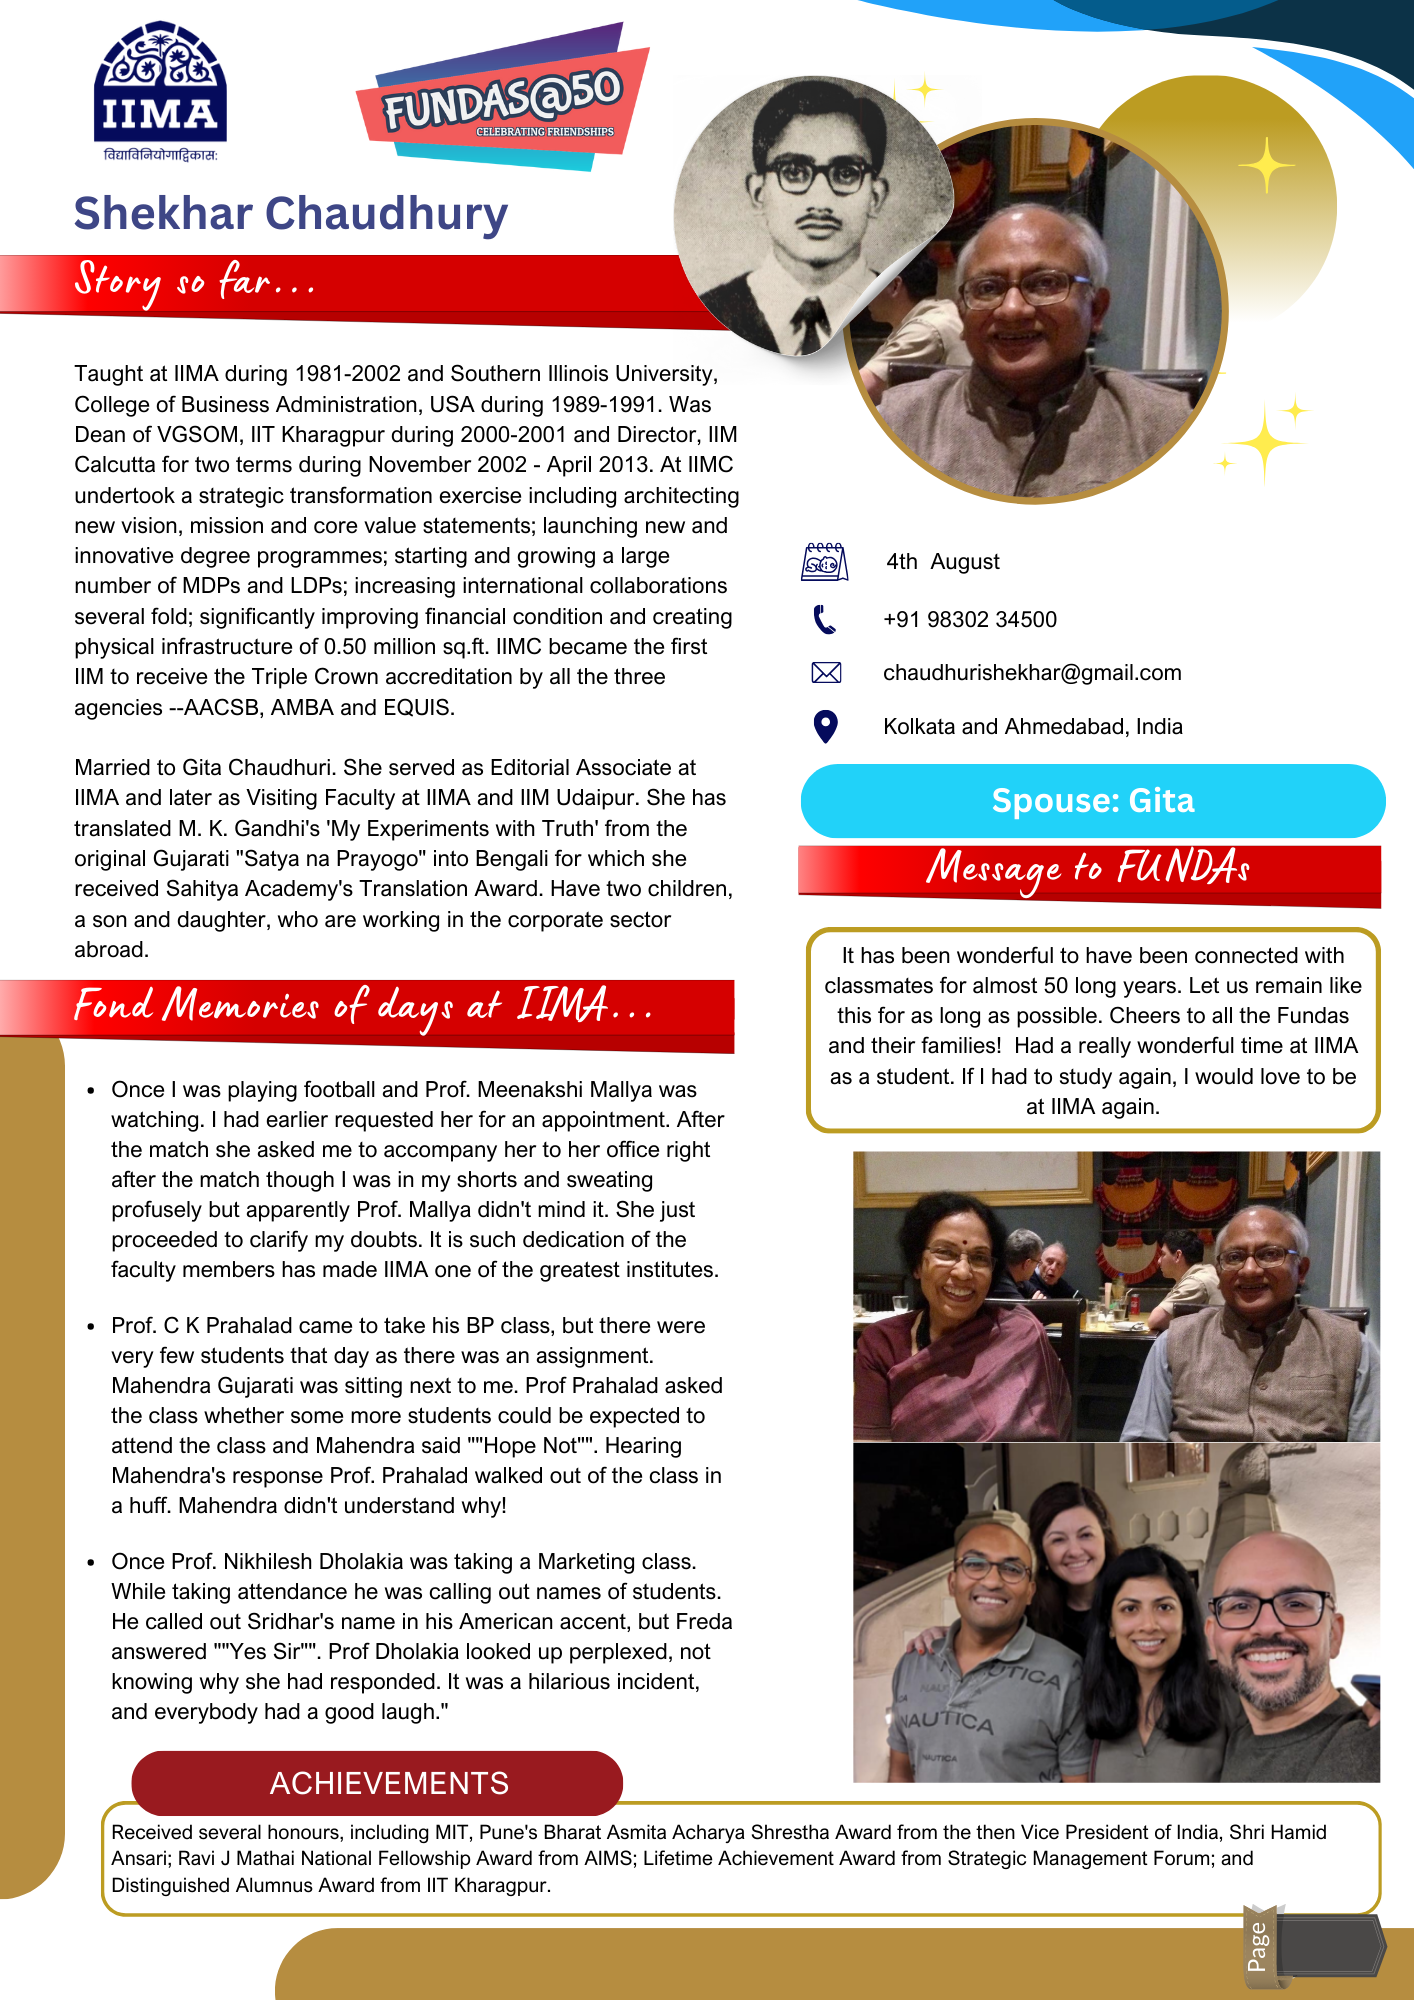 IIMA
विद्याविनियोगाद्विकास:
FUNDAS@50
CELEBRATING FRIENDSHIPS
Shekhar Chaudhury
Story so far...
Taught at IIMA during 1981-2002 and Southern Illinois University,
College of Business Administration, USA during 1989-1991. Was
Dean of VGSOM, IIT Kharagpur during 2000-2001 and Director, IIM
Calcutta for two terms during November 2002 - April 2013. At IIMC
undertook a strategic transformation exercise including architecting
new vision, mission and core value statements; launching new and
innovative degree programmes; starting and growing a large
number of MDPs and LDPs; increasing international collaborations
several fold; significantly improving financial condition and creating
physical infrastructure of 0.50 million sq.ft. IIMC became the first
IIM to receive the Triple Crown accreditation by all the three
agencies --AACSB, AMBA and EQUIS.
Married to Gita Chaudhuri. She served as Editorial Associate at
IIMA and later as Visiting Faculty at IIMA and IIM Udaipur. She has
translated M. K. Gandhi's 'My Experiments with Truth' from the
original Gujarati "Satya na Prayogo" into Bengali for which she
received Sahitya Academy's Translation Award. Have two children,
a son and daughter, who are working in the corporate sector
abroad.
Fond Memories of days at IIMA...
• Once I was playing football and Prof. Meenakshi Mallya was
watching. I had earlier requested her for an appointment. After
the match she asked me to accompany her to her office right
after the match though I was in my shorts and sweating
profusely but apparently Prof. Mallya didn't mind it. She just
proceeded to clarify my doubts. It is such dedication of the
faculty members has made IIMA one of the greatest institutes.
• Prof. C K Prahalad came to take his BP class, but there were
very few students that day as there was an assignment.
Mahendra Gujarati was sitting next to me. Prof Prahalad asked
the class whether some more students could be expected to
attend the class and Mahendra said ""Hope Not"". Hearing
Mahendra's response Prof. Prahalad walked out of the class in
a huff. Mahendra didn't understand why!
• Once Prof. Nikhilesh Dholakia was taking a Marketing class.
While taking attendance he was calling out names of students.
He called out Sridhar's name in his American accent, but Freda
answered ""Yes Sir"". Prof Dholakia looked up perplexed, not
knowing why she had responded. It was a hilarious incident,
and everybody had a good laugh."
4th August
+91 98302 34500
chaudhurishekhar@gmail.com
Kolkata and Ahmedabad, India
Spouse: Gita
Message to FUNDAs
It has been wonderful to have been connected with
classmates for almost 50 long years. Let us remain like
this for as long as possible. Cheers to all the Fundas
and their families! Had a really wonderful time at IIMA
as a student. If I had to study again, I would love to be
at IIMA again.
NAUTICA
NAUTICA
ACHIEVEMENTS
Received several honours, including MIT, Pune's Bharat Asmita Acharya Shrestha Award from the then Vice President of India, Shri Hamid
Ansari; Ravi J Mathai National Fellowship Award from AIMS; Lifetime Achievement Award from Strategic Management Forum; and
Distinguished Alumnus Award from IIT Kharagpur.
Page